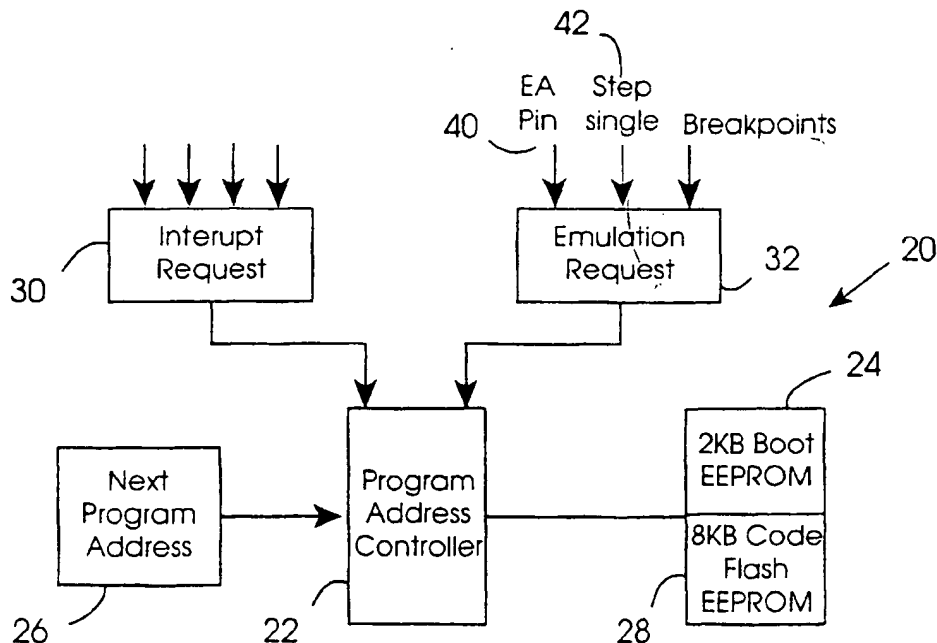 42
EA Step
Pin single Breakpoints
40
Interupt
Request
30
Emulation
Request
32
20
24
Next
Program
Address
26
Program
Address
Controller
22
2KB Boot
EEPROM
8KB Code
Flash
EEPROM
28